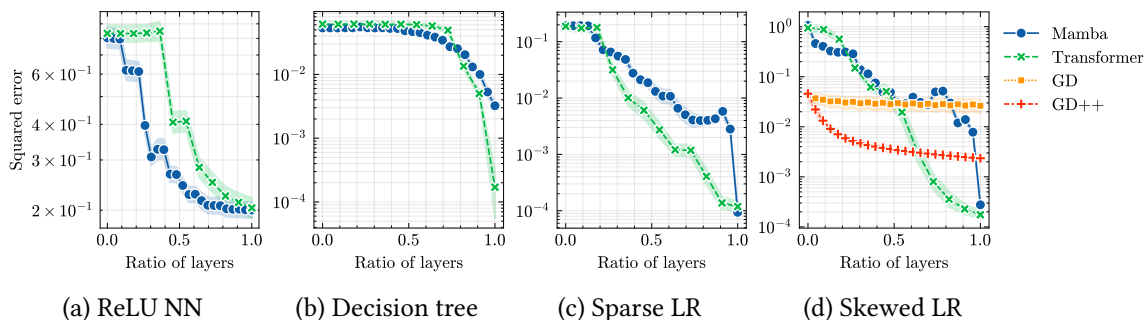 Squared error
6 × 10⁻¹
4 × 10⁻¹
3 × 10⁻¹
2 × 10⁻¹
0.0 0.5 1.0
Ratio of layers
(a) ReLU NN
10⁻²
10⁻³
10⁻⁴
0.0 0.5 1.0
Ratio of layers
(b) Decision tree
10⁻¹
10⁻²
10⁻³
10⁻⁴
0.0 0.5 1.0
Ratio of layers
(c) Sparse LR
10⁰
10⁻¹
10⁻²
10⁻³
10⁻⁴
0.0 0.5 1.0
Ratio of layers
(d) Skewed LR
Mamba
Transformer
GD
GD++